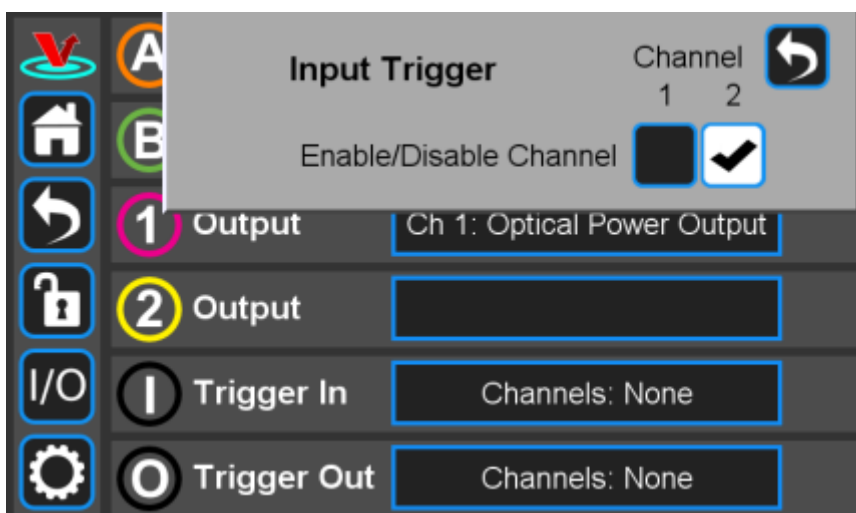 A
Input Trigger
Channel
1 2
B
Enable/Disable Channel
1 Output
Ch 1: Optical Power Output
2 Output
I/O
I Trigger In
Channels: None
O Trigger Out
Channels: None